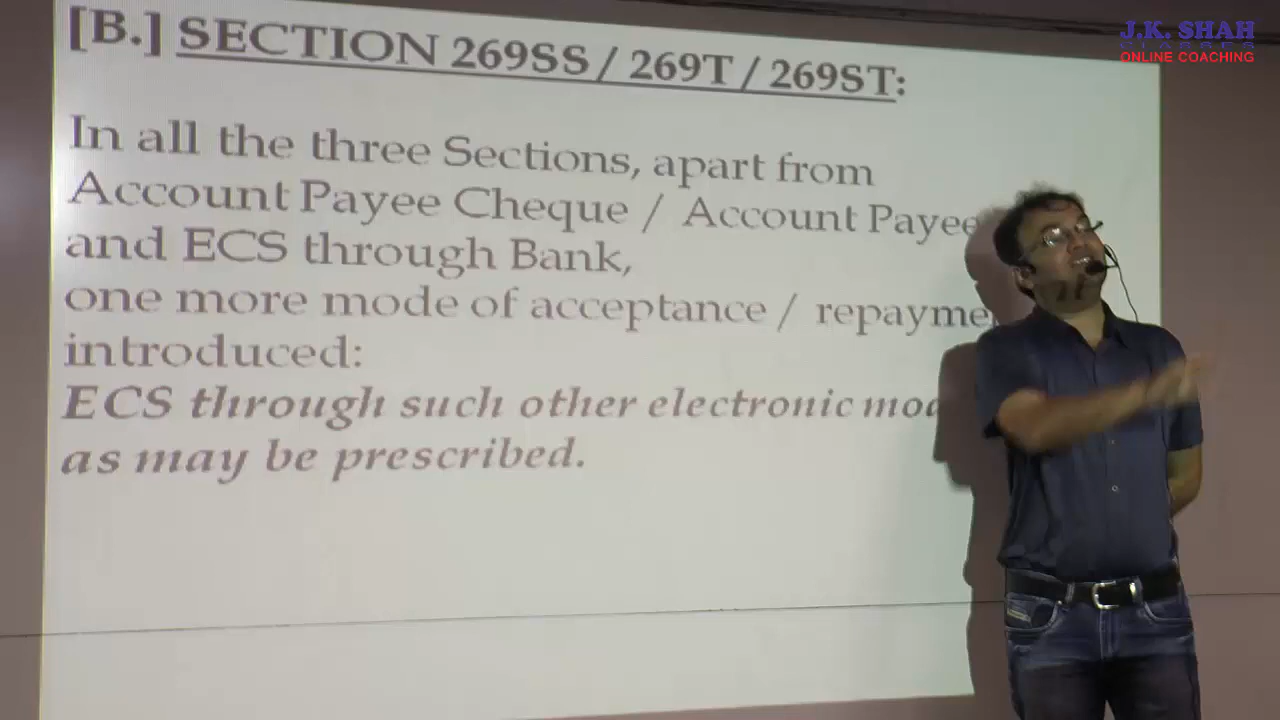 [B.] SECTION 269SS / 269T / 269ST:
In all the three Sections, apart from
Account Payee Cheque / Account Payee
and ECS through Bank,
one more mode of acceptance /
introduced:
ECS through such other electronic
as may be prescribed.
J.K. SHAH
CLASSES
ONLINE COACHING